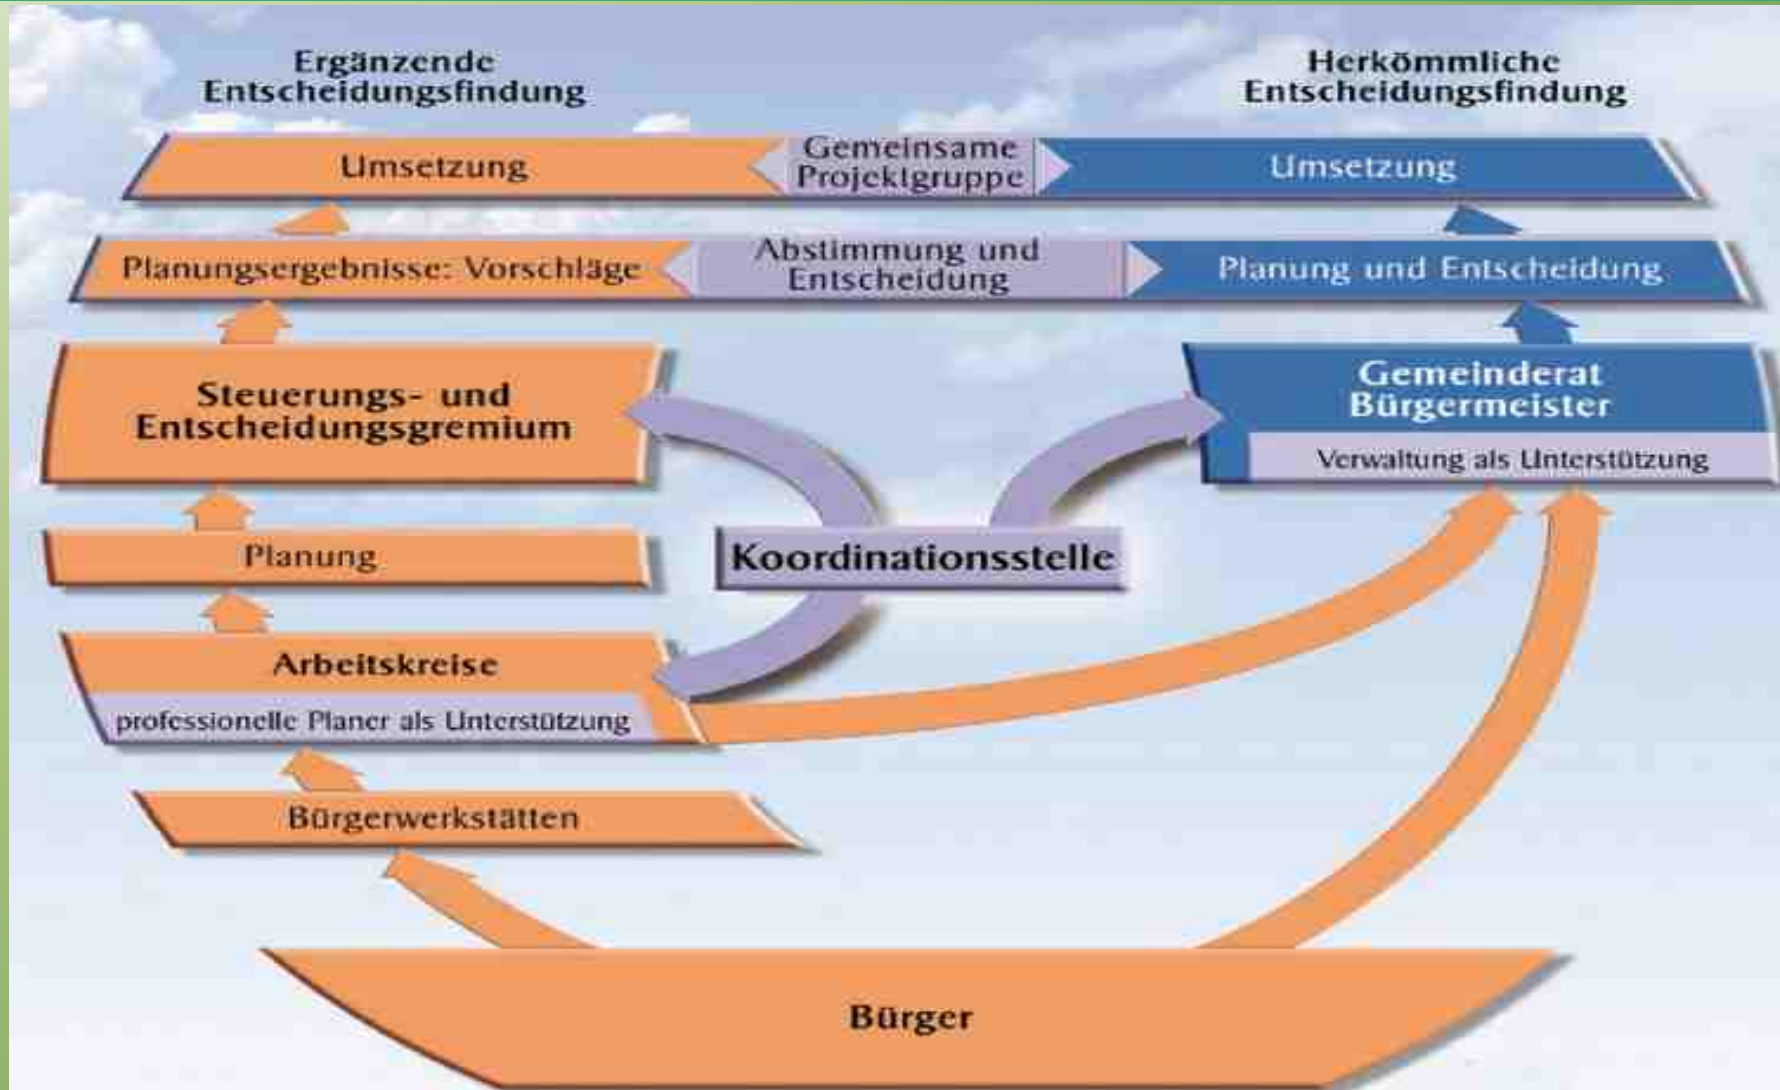 Ergänzende
Entscheidungsfindung
Herkömmliche
Entscheidungsfindung
Umsetzung
Gemeinsame
Projektgruppe
Umsetzung
Planungsergebnisse: Vorschläge
Abstimmung und
Entscheidung
Planung und Entscheidung
Steuerungs- und
Entscheidungsgremium
Gemeinderat
Bürgermeister
Verwaltung als Unterstützung
Planung
Koordinationsstelle
Arbeitskreise
professionelle Planer als Unterstützung
Bürgerwerkstätten
Bürger